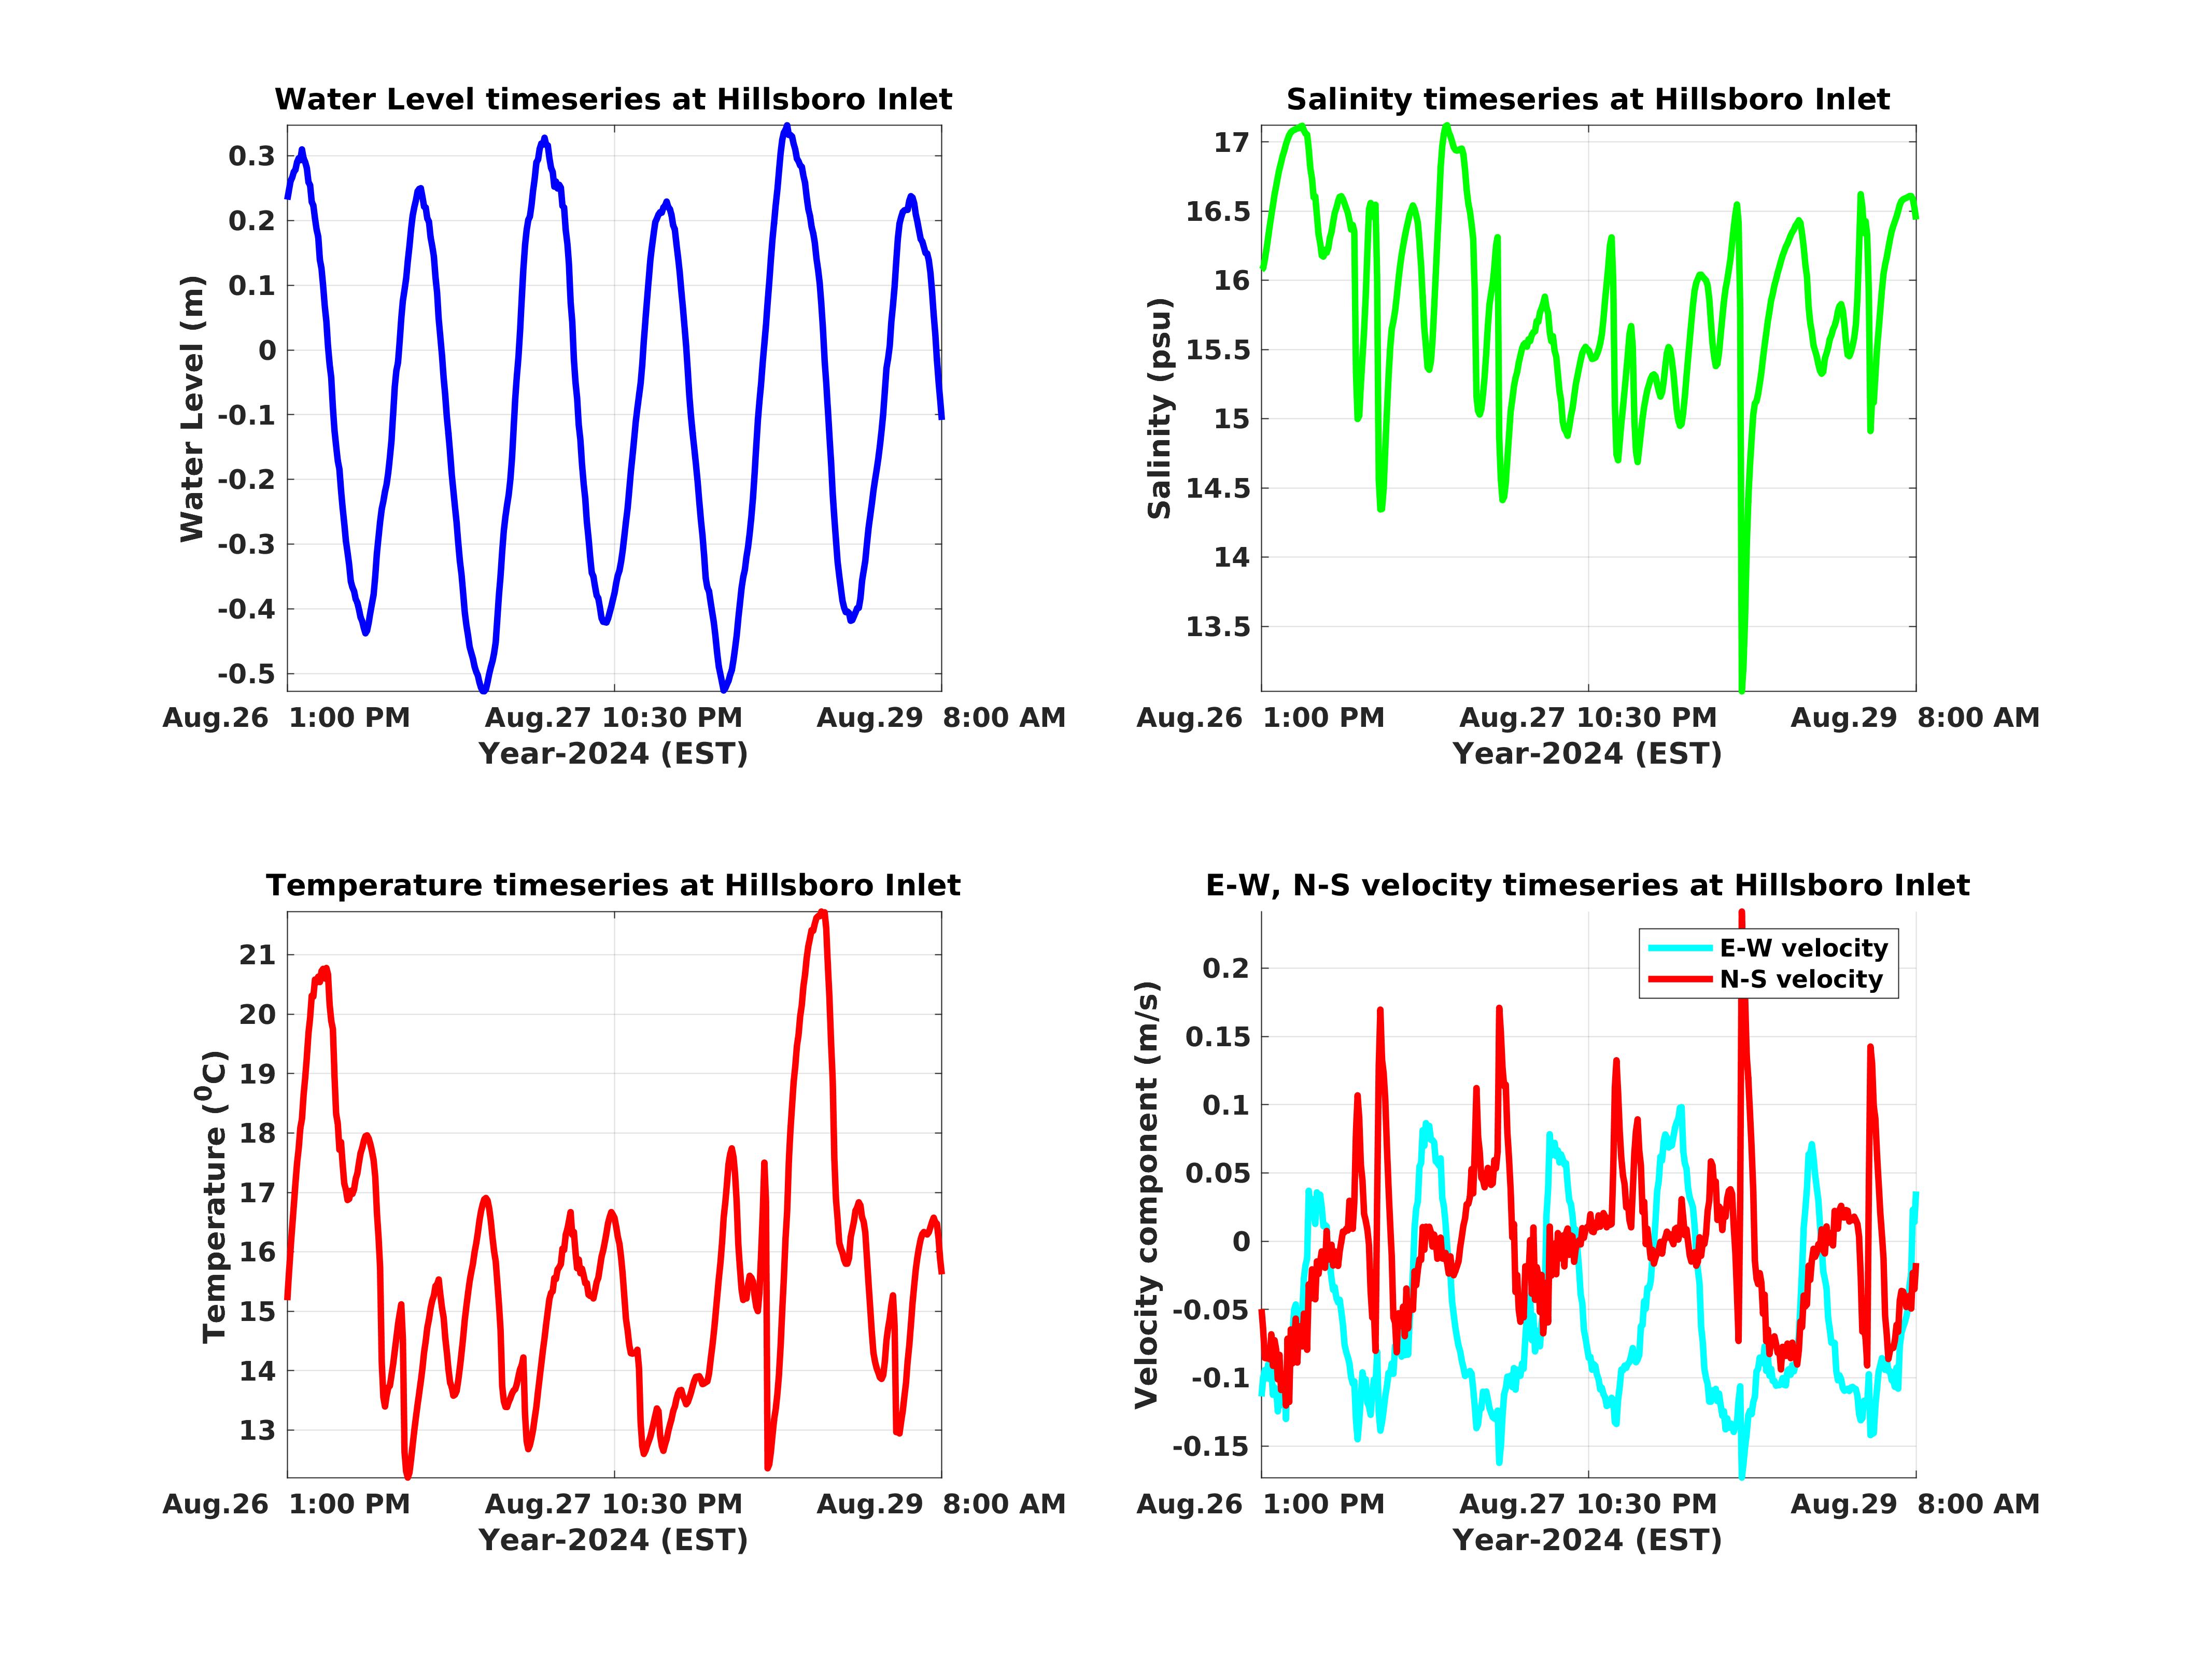 Water Level timeseries at Hillsboro Inlet
Water Level (m)
0.3
0.2
0.1
0
-0.1
-0.2
-0.3
-0.4
-0.5
Aug.26 1:00 PM
Aug.27 10:30 PM
Aug.29 8:00 AM
Year-2024 (EST)
Salinity timeseries at Hillsboro Inlet
Salinity (psu)
17
16.5
16
15.5
15
14.5
14
13.5
Aug.26 1:00 PM
Aug.27 10:30 PM
Aug.29 8:00 AM
Year-2024 (EST)
Temperature timeseries at Hillsboro Inlet
Temperature (⁰C)
21
20
19
18
17
16
15
14
13
Aug.26 1:00 PM
Aug.27 10:30 PM
Aug.29 8:00 AM
Year-2024 (EST)
E-W, N-S velocity timeseries at Hillsboro Inlet
Velocity component (m/s)
0.2
0.15
0.1
0.05
0
-0.05
-0.1
-0.15
E-W velocity
N-S velocity
Aug.26 1:00 PM
Aug.27 10:30 PM
Aug.29 8:00 AM
Year-2024 (EST)